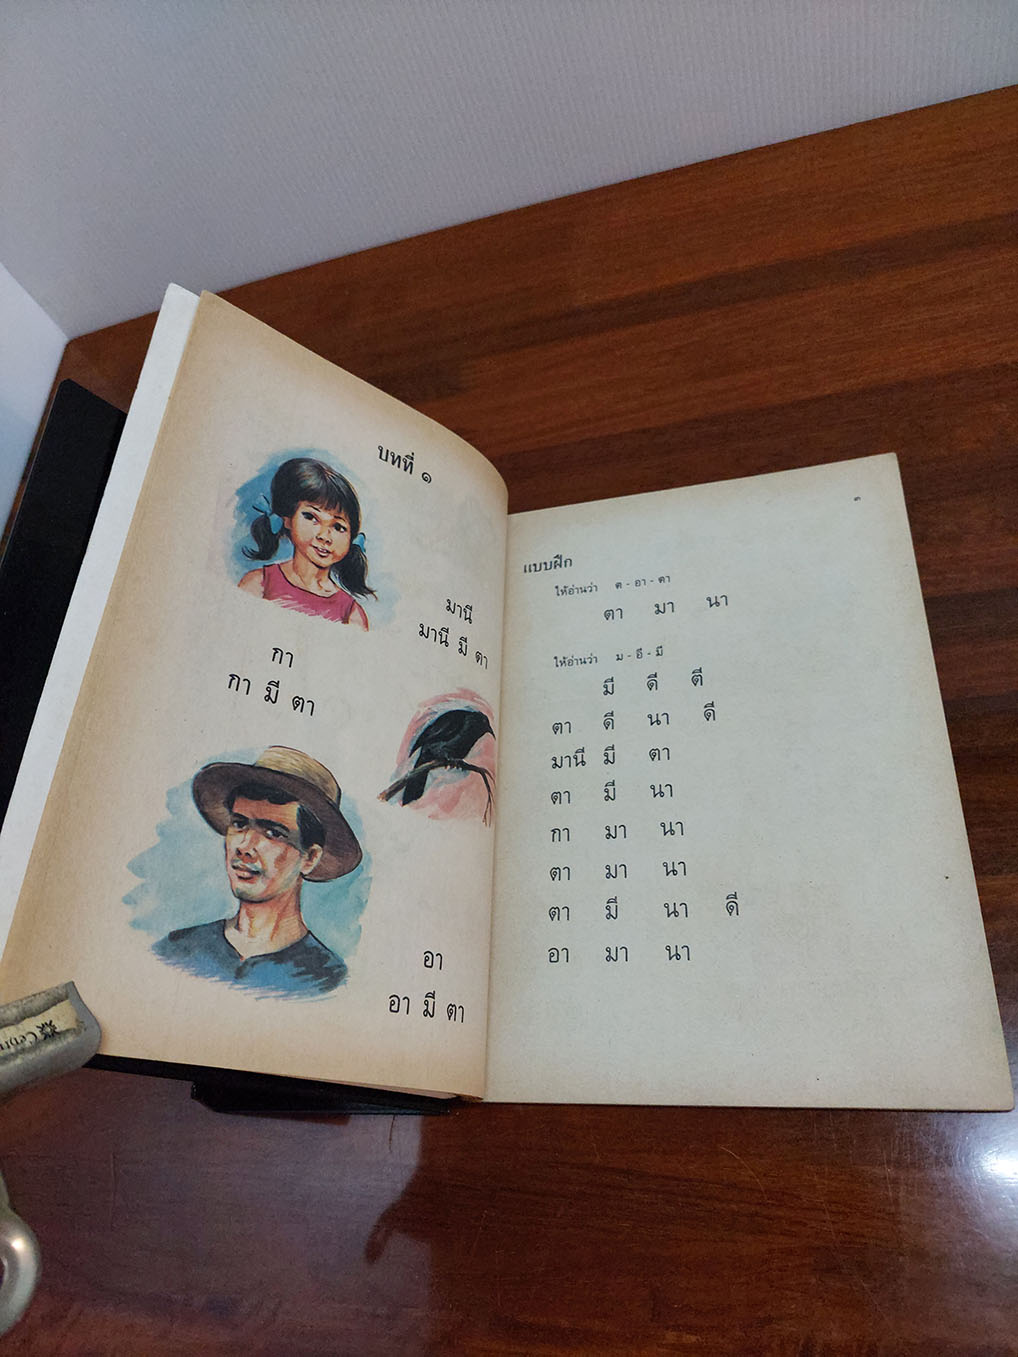 บทที่ ๑
มานี
มานี มี ตา
กา
กา มี ตา
อา
อา มี ตา
๓
แบบฝึก
ให้อ่านว่า ต - อา - ตา
ตา มา นา
ให้อ่านว่า ม - อี - มี
มี ดี ตี
ตา ดี นา ดี
มานี มี ตา
ตา มี นา
กา มา นา
ตา มา นา
ตา มี นา ดี
อา มา นา